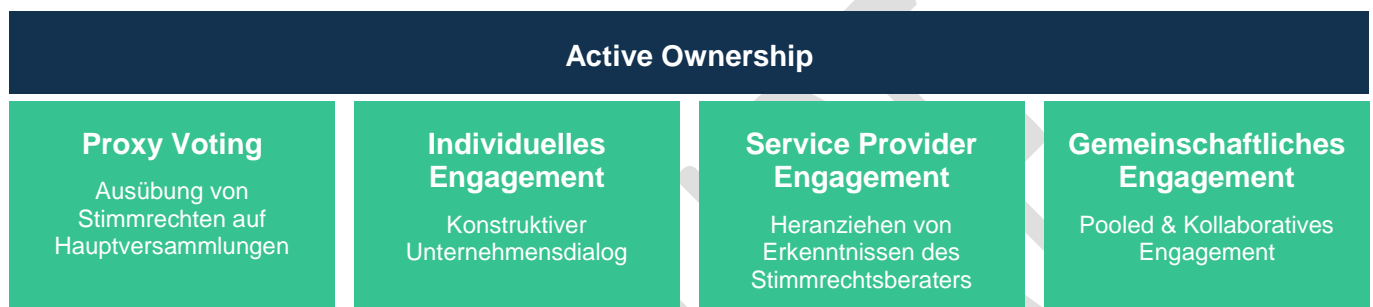 Active Ownership
Proxy Voting
Ausübung von
Stimmrechten auf
Hauptversammlungen
Individuelles
Engagement
Konstruktiver
Unternehmensdialog
Service Provider
Engagement
Heranziehen von
Erkenntnissen des
Stimmrechtsberaters
Gemeinschaftliches
Engagement
Pooled & Kollaboratives
Engagement